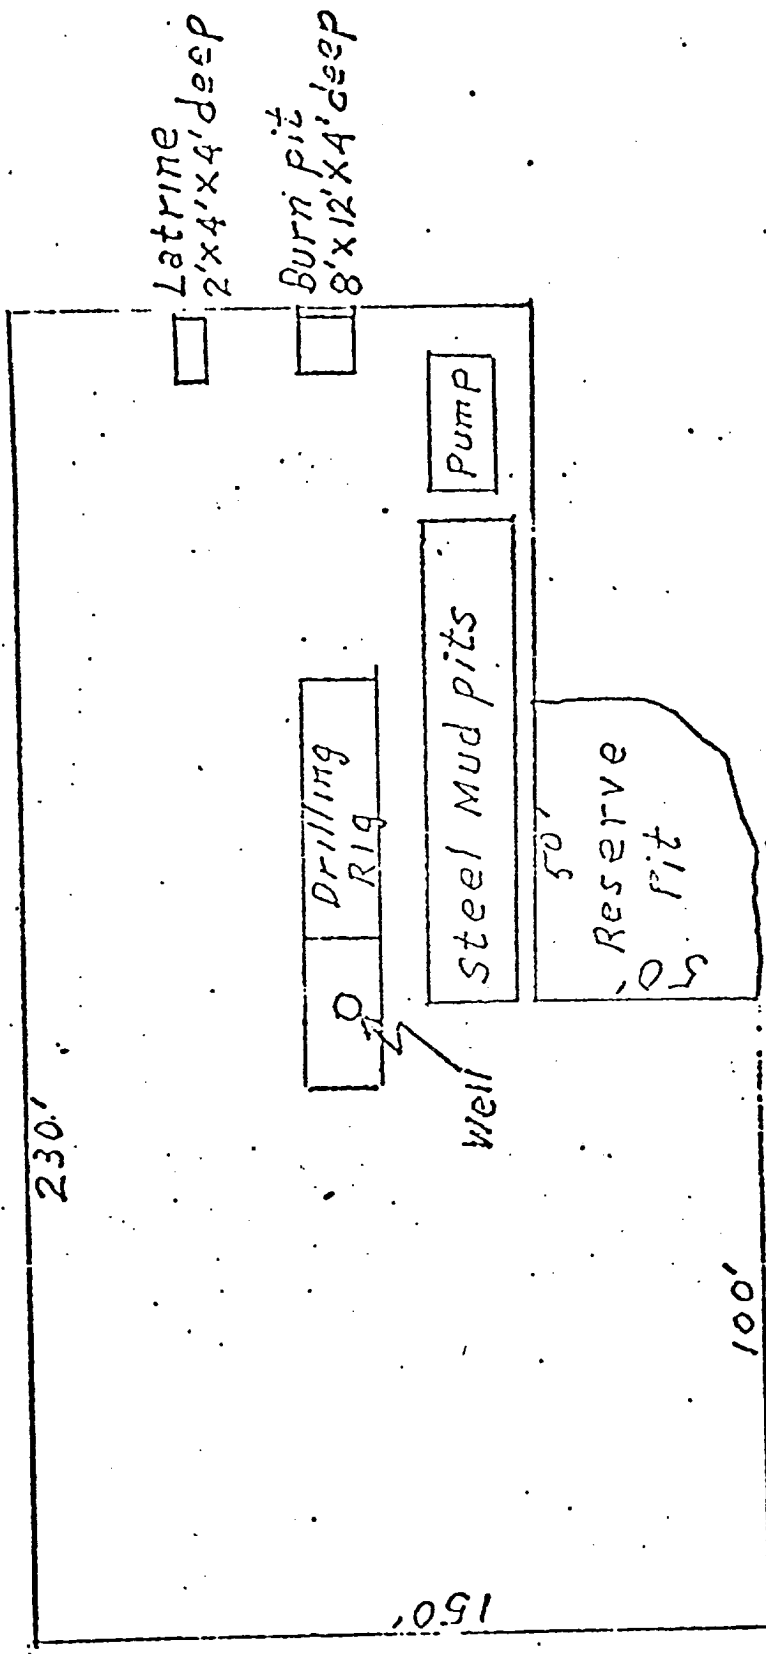 Latrine
2'x4'x4' deep
Burn pit
8'x12'x4' deep
230'
Drilling
Rig
Pump
Steel Mud pits
Well
50'
Reserve
Pit
50'
150'
100'